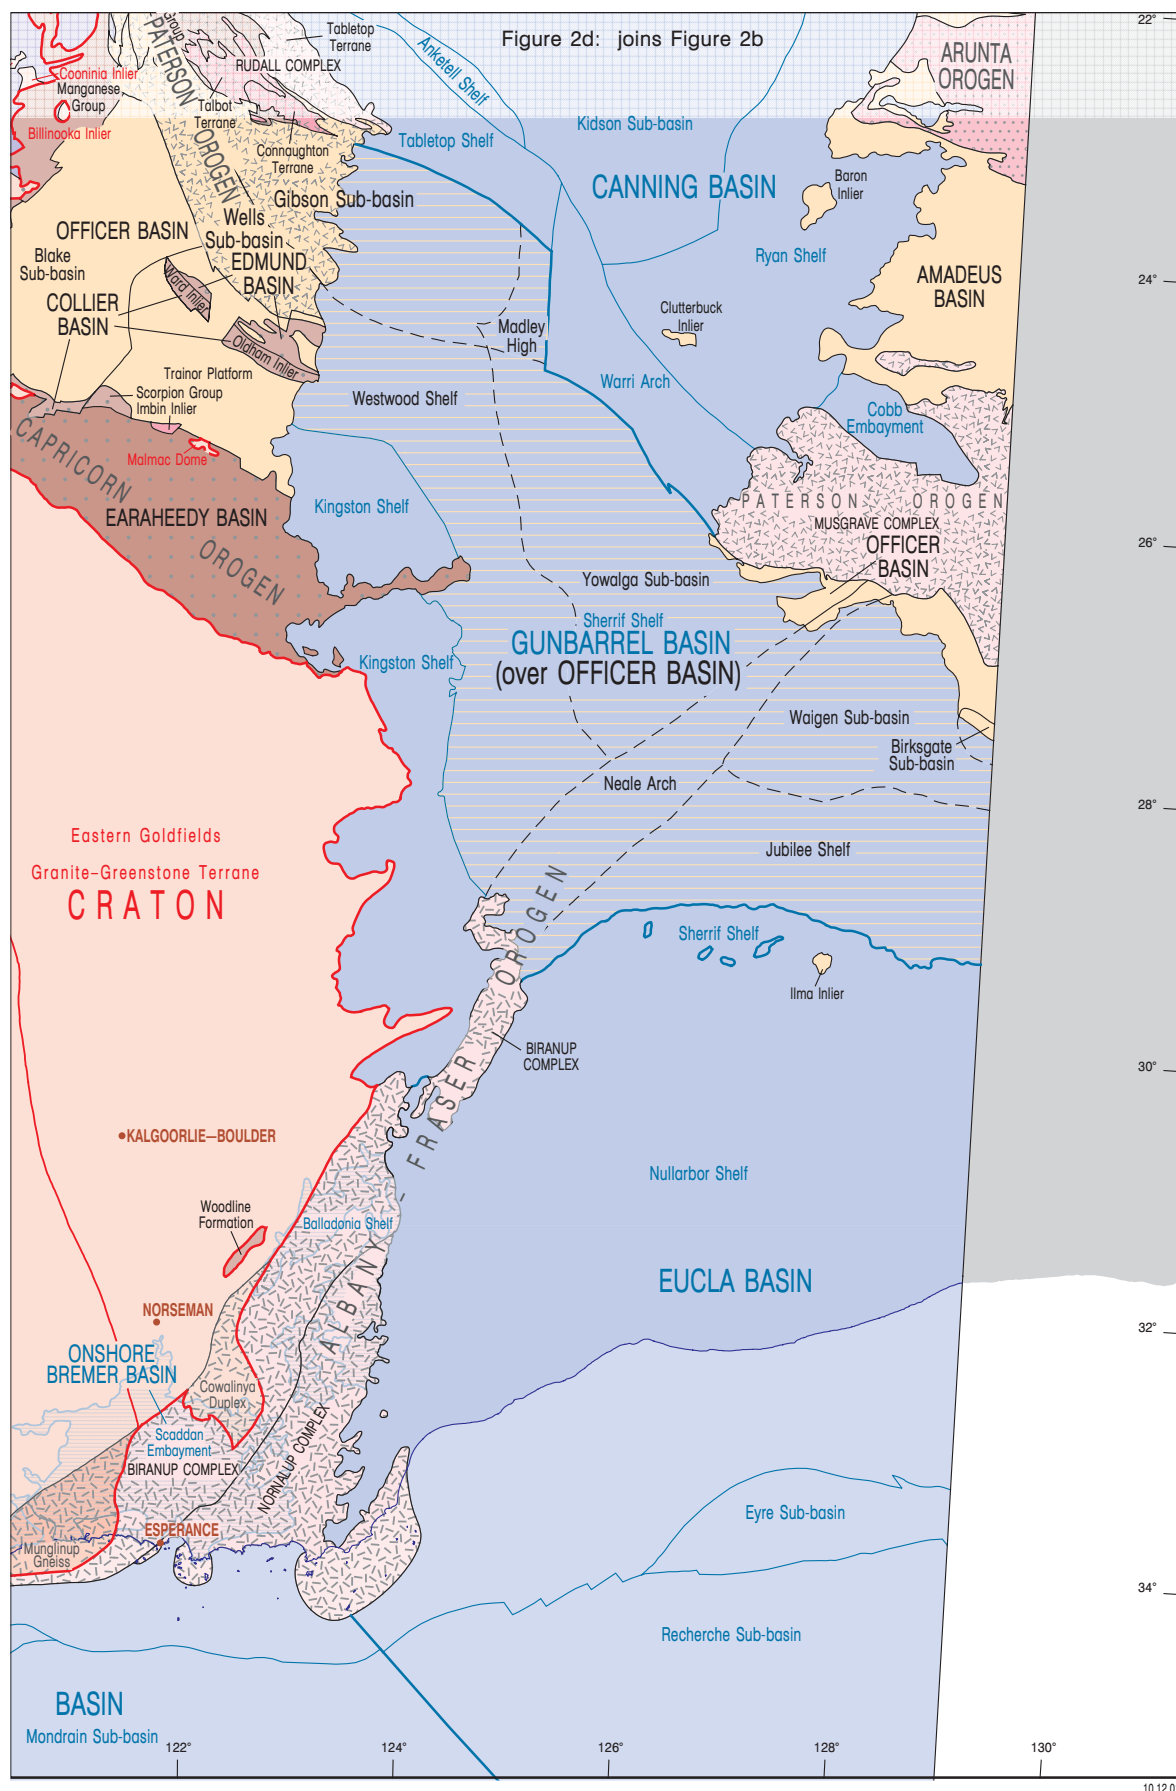 Figure 2d: joins Figure 2b
22°
Group
PATERSON
OROGEN
Tabletop
Terrane
RUDALL COMPLEX
Anketell Shelf
ARUNTA
OROGEN
Cooninia Inlier
Manganese
Group
Billinooka Inlier
Talbot
Terrane
Connaughton
Terrane
Tabletop Shelf
Kidson Sub-basin
CANNING BASIN
Baron
Inlier
Gibson Sub-basin
OFFICER BASIN
Wells
Sub-basin
Blake
Sub-basin
EDMUND
BASIN
Ryan Shelf
AMADEUS
BASIN
24°
Ward Inlier
COLLIER
BASIN
Clutterbuck
Inlier
Madley
High
Oldham Inlier
Trainor Platform
Scorpion Group
Imbin Inlier
Westwood Shelf
Warri Arch
Cobb
Embayment
CAPRICORN
OROGEN
Malmac Dome
EARAHEEDY BASIN
Kingston Shelf
PATERSON OROGEN
MUSGRAVE COMPLEX
OFFICER
BASIN
26°
Yowalga Sub-basin
Sherrif Shelf
GUNBARREL BASIN
(over OFFICER BASIN)
Kingston Shelf
Waigen Sub-basin
Birksgate
Sub-basin
Neale Arch
28°
Eastern Goldfields
Granite-Greenstone Terrane
CRATON
Jubilee Shelf
Sherrif Shelf
Ilma Inlier
ALBANY - FRASER OROGEN
BIRANUP
COMPLEX
30°
KALGOORLIE-BOULDER
Nullarbor Shelf
Woodline
Formation
Balladonia Shelf
EUCLA BASIN
NORSEMAN
32°
ONSHORE
BREMER BASIN
Cowalinya
Duplex
Scaddan
Embayment
BIRANUP COMPLEX
NORNALUP COMPLEX
Eyre Sub-basin
ESPERANCE
Munglinup
Gneiss
34°
Recherche Sub-basin
BASIN
Mondrain Sub-basin
122°
124°
126°
128°
130°
10.12.0